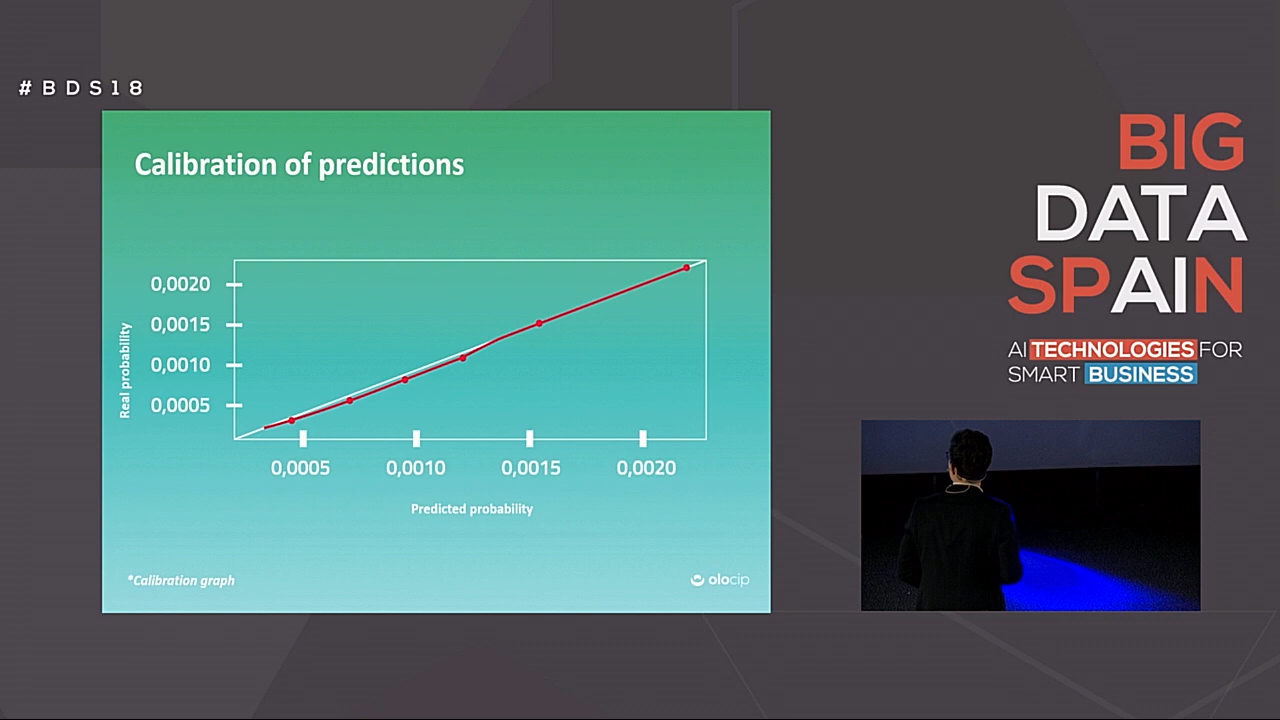 #BDS18
Calibration of predictions
Real probability
0,0020
0,0015
0,0010
0,0005
0,0005 0,0010 0,0015 0,0020
Predicted probability
*Calibration graph
olocip
BIG
DATA
SPAIN
AI TECHNOLOGIES FOR
SMART BUSINESS